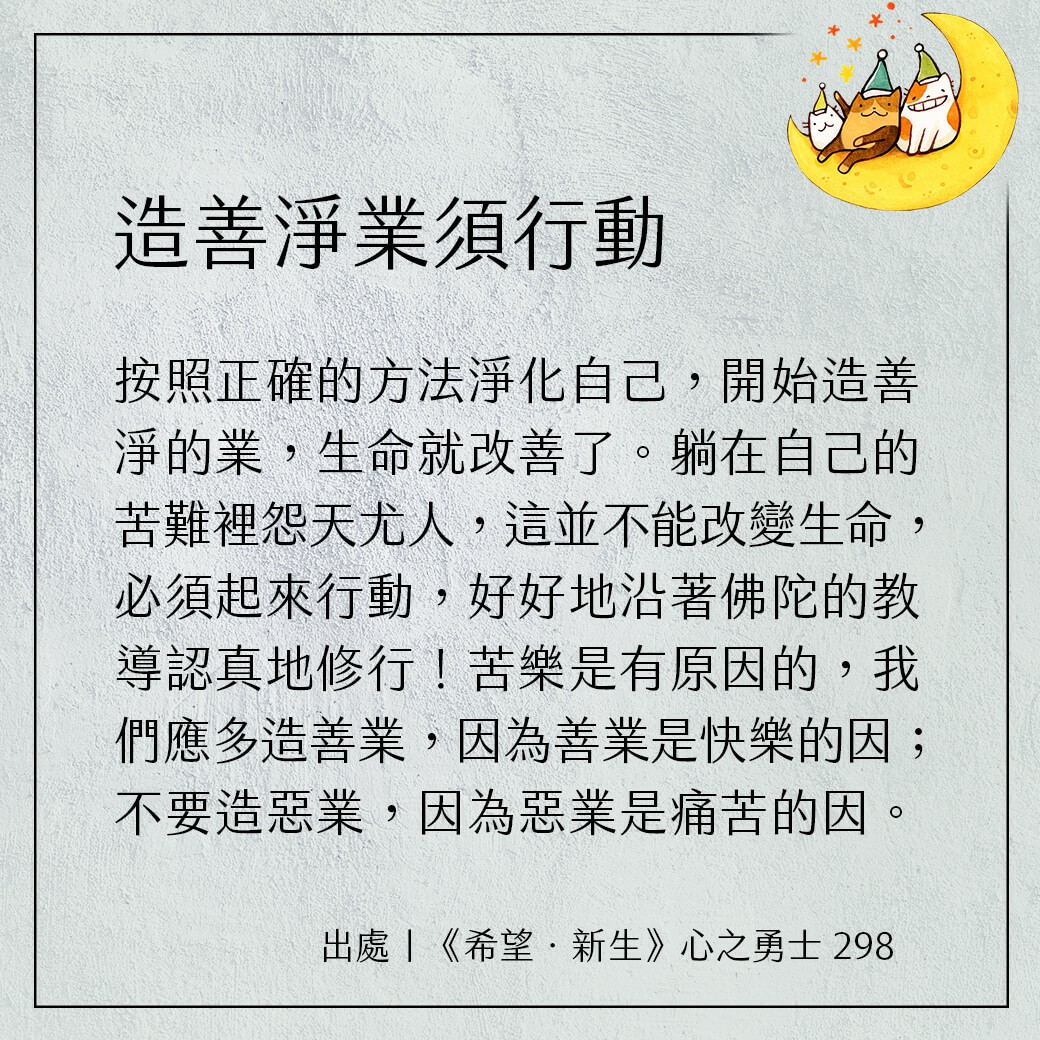 造善淨業須行動
按照正確的方法淨化自己，開始造善
淨的業，生命就改善了。躺在自己的
苦難裡怨天尤人，這並不能改變生命，
必須起來行動，好好地沿著佛陀的教
導認真地修行！苦樂是有原因的，我
們應多造善業，因為善業是快樂的因；
不要造惡業，因為惡業是痛苦的因。
出處｜《希望．新生》心之勇士 298